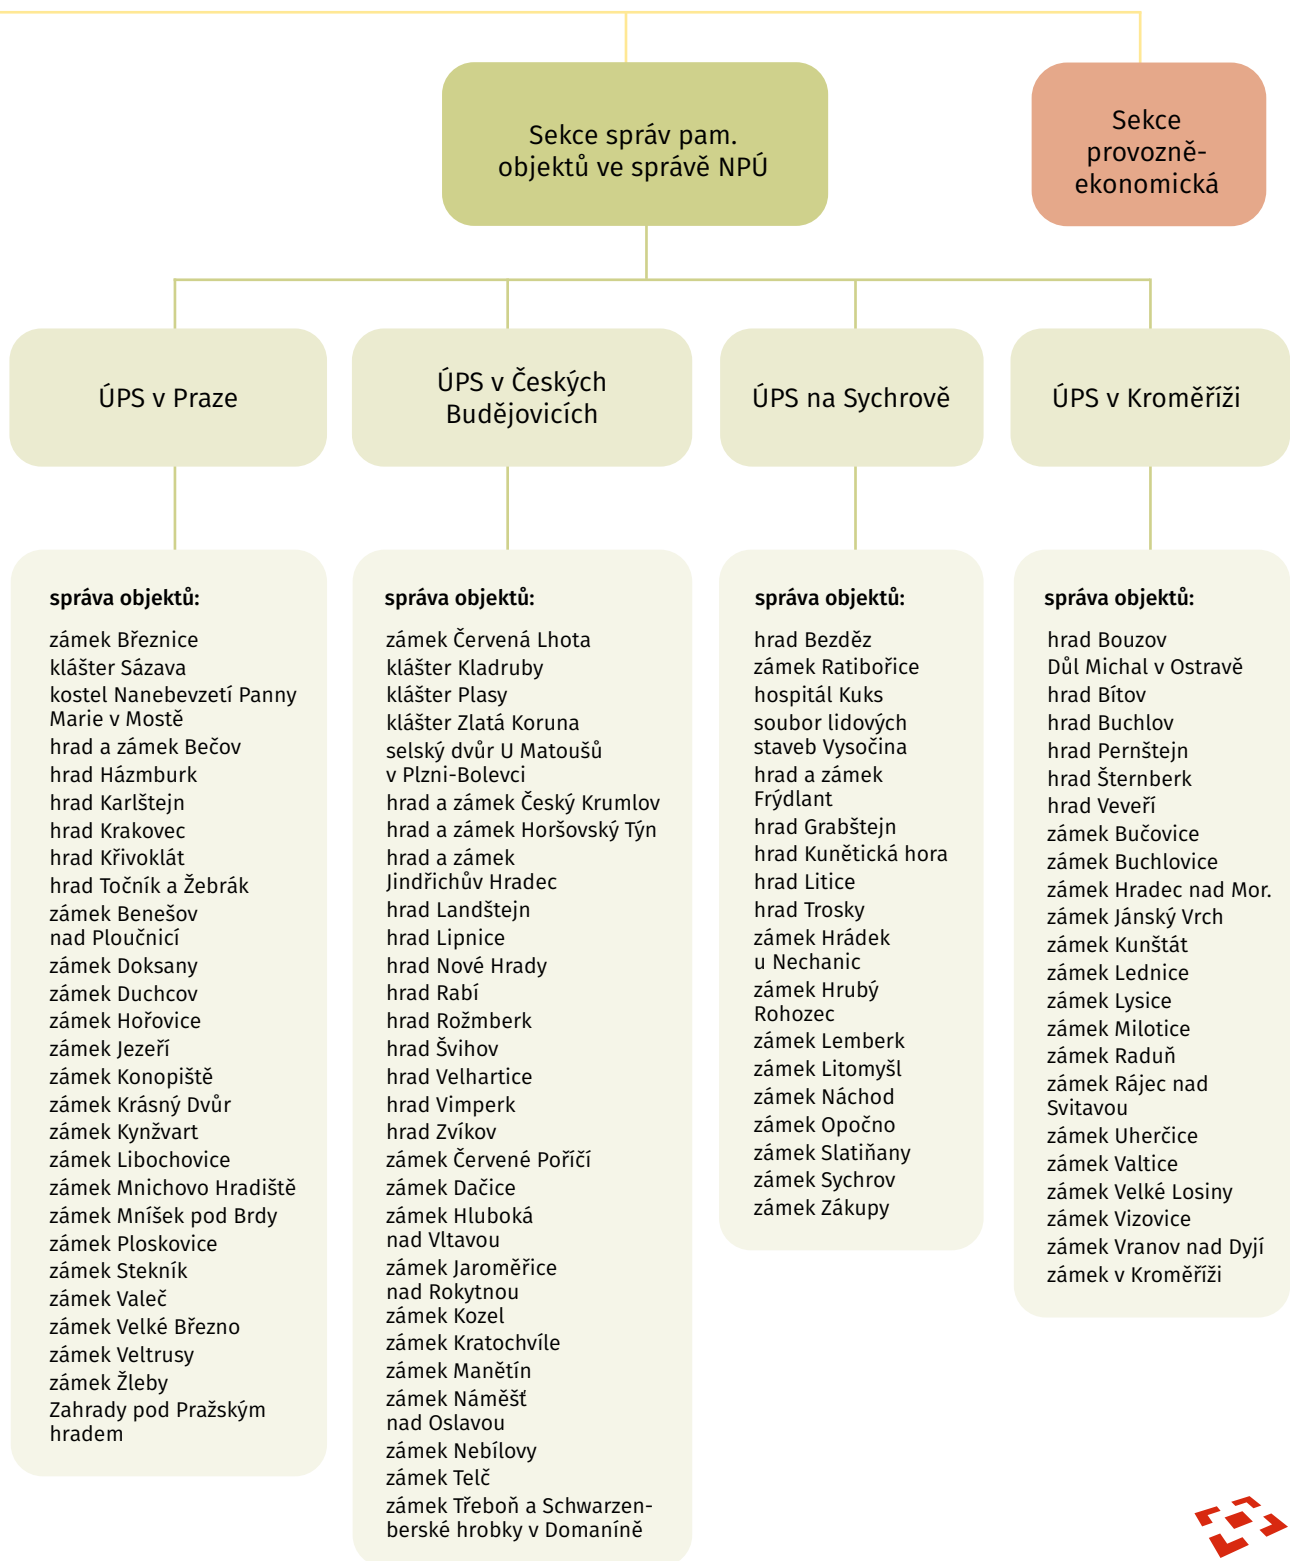 Sekce správ pam.
objektů ve správě NPÚ
Sekce
provozně-
ekonomická
ÚPS v Praze
ÚPS v Českých
Budějovicích
ÚPS na Sychrově
ÚPS v Kroměříži
správa objektů:
zámek Březnice
klášter Sázava
kostel Nanebevzetí Panny
Marie v Mostě
hrad a zámek Bečov
hrad Házmburk
hrad Karlštejn
hrad Krakovec
hrad Křivoklát
hrad Točník a Žebrák
zámek Benešov
nad Ploučnicí
zámek Doksany
zámek Duchcov
zámek Hořovice
zámek Jezeří
zámek Konopiště
zámek Krásný Dvůr
zámek Kynžvart
zámek Libochovice
zámek Mnichovo Hradiště
zámek Mníšek pod Brdy
zámek Ploskovice
zámek Stekník
zámek Valeč
zámek Velké Březno
zámek Veltrusy
zámek Žleby
Zahrady pod Pražským
hradem
správa objektů:
zámek Červená Lhota
klášter Kladruby
klášter Plasy
klášter Zlatá Koruna
selský dvůr U Matoušů
v Plzni-Bolevci
hrad a zámek Český Krumlov
hrad a zámek Horšovský Týn
hrad a zámek
Jindřichův Hradec
hrad Landštejn
hrad Lipnice
hrad Nové Hrady
hrad Rabí
hrad Rožmberk
hrad Švihov
hrad Velhartice
hrad Vimperk
hrad Zvíkov
zámek Červené Poříčí
zámek Dačice
zámek Hluboká
nad Vltavou
zámek Jaroměřice
nad Rokytnou
zámek Kozel
zámek Kratochvíle
zámek Manětín
zámek Náměšť
nad Oslavou
zámek Nebílovy
zámek Telč
zámek Třeboň a Schwarzen-
berské hrobky v Domaníně
správa objektů:
hrad Bezděz
zámek Ratibořice
hospitál Kuks
soubor lidových
staveb Vysočina
hrad a zámek
Frýdlant
hrad Grabštejn
hrad Kunětická hora
hrad Litice
hrad Trosky
zámek Hrádek
u Nechanic
zámek Hrubý
Rohozec
zámek Lemberk
zámek Litomyšl
zámek Náchod
zámek Opočno
zámek Slatiňany
zámek Sychrov
zámek Zákupy
správa objektů:
hrad Bouzov
Důl Michal v Ostravě
hrad Bítov
hrad Buchlov
hrad Pernštejn
hrad Šternberk
hrad Veveří
zámek Bučovice
zámek Buchlovice
zámek Hradec nad Mor.
zámek Jánský Vrch
zámek Kunštát
zámek Lednice
zámek Lysice
zámek Milotice
zámek Raduň
zámek Rájec nad
Svitavou
zámek Uherčice
zámek Valtice
zámek Velké Losiny
zámek Vizovice
zámek Vranov nad Dyjí
zámek v Kroměříži